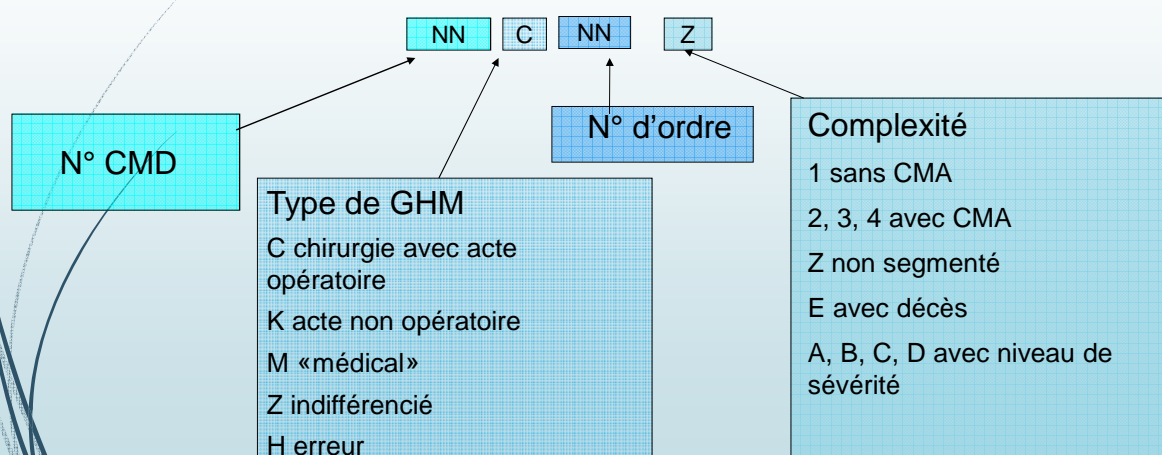 NN C NN Z
N° CMD
N° d’ordre
Type de GHM
C chirurgie avec acte
opératoire
K acte non opératoire
M «médical»
Z indifférencié
H erreur
Complexité
1 sans CMA
2, 3, 4 avec CMA
Z non segmenté
E avec décès
A, B, C, D avec niveau de
sévérité